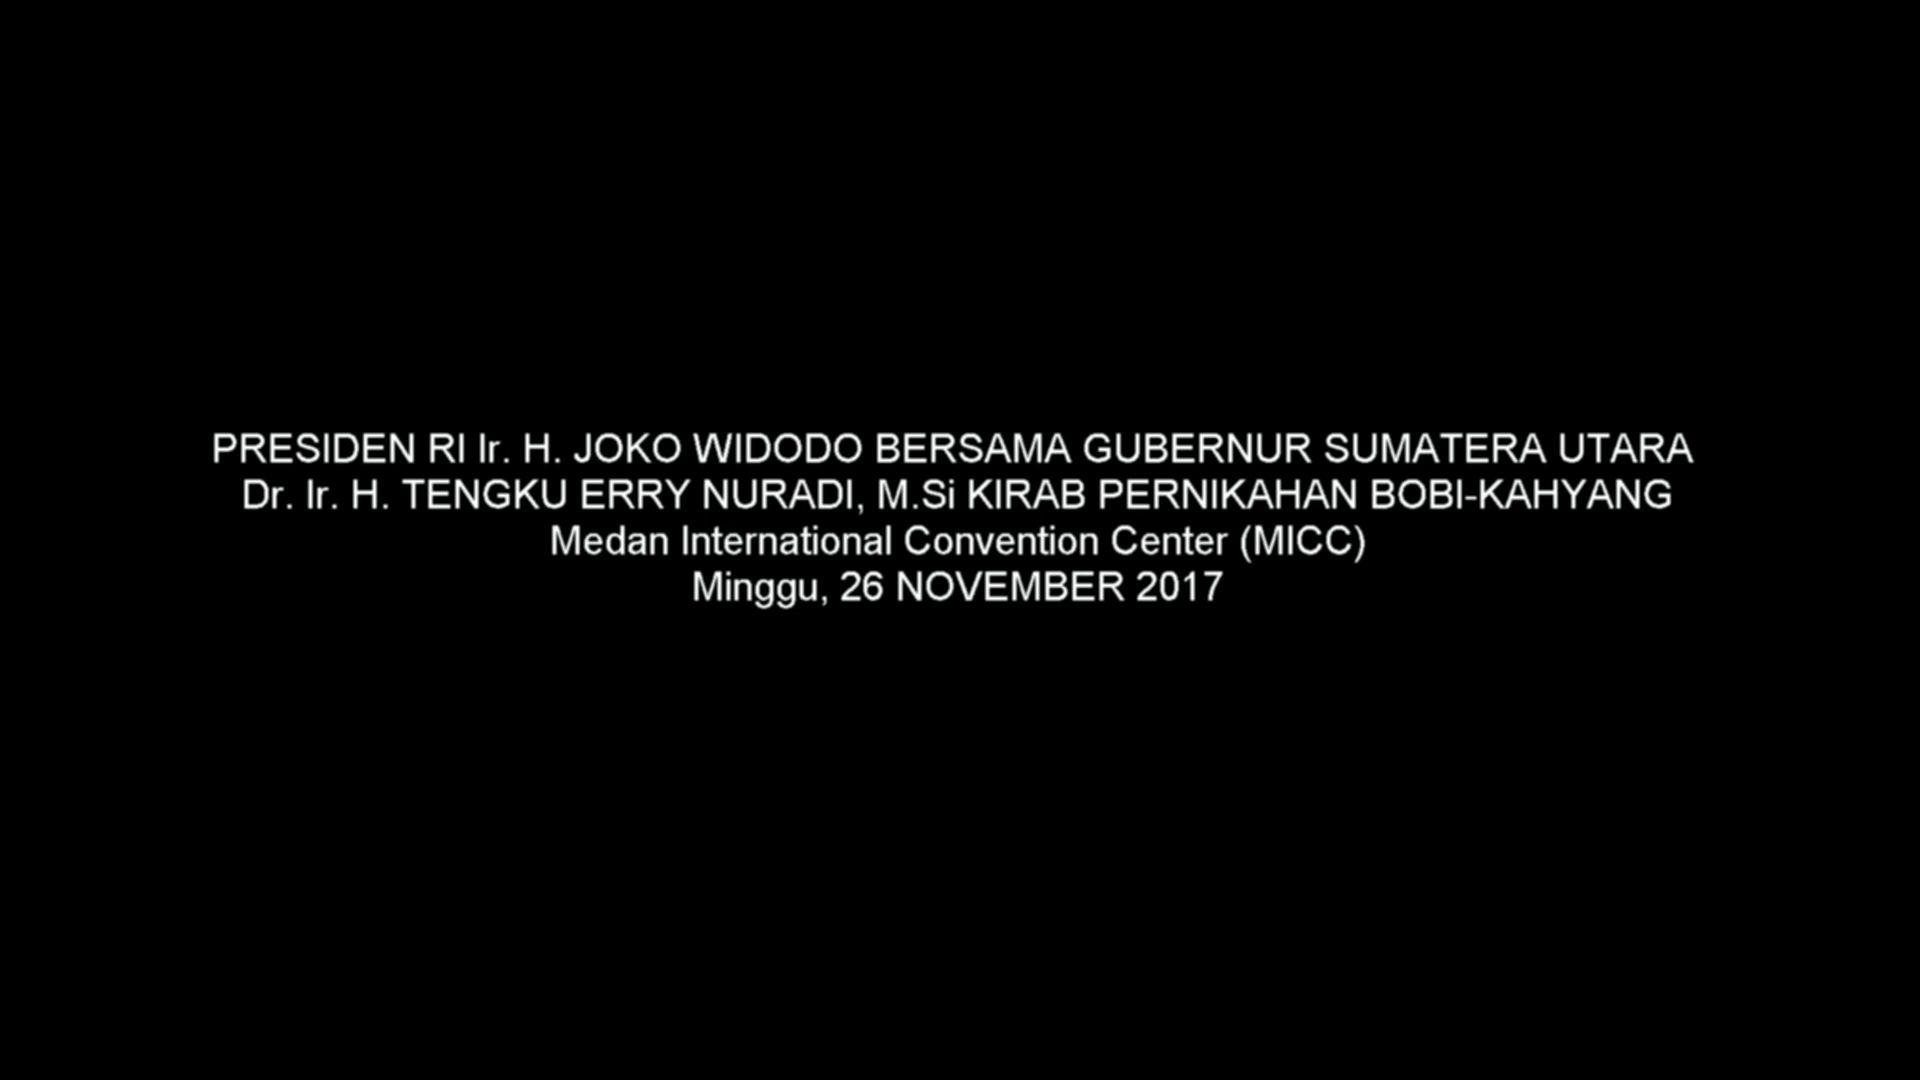 PRESIDEN RI Ir. H. JOKO WIDODO BERSAMA GUBERNUR SUMATERA UTARA
Dr. Ir. H. TENGKU ERRY NURADI, M.Si KIRAB PERNIKAHAN BOBI-KAHYANG
Medan International Convention Center (MICC)
Minggu, 26 NOVEMBER 2017